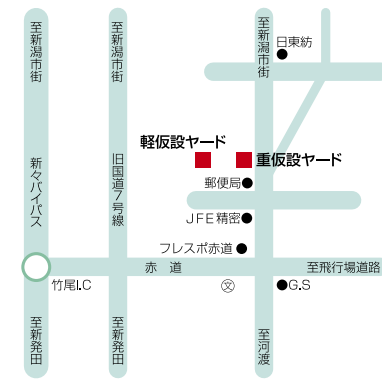 至新潟市街
至新潟市街
至新潟市街
日東紡
軽仮設ヤード
重仮設ヤード
新々バイパス
旧国道7号線
郵便局
JFE精密
フレスポ赤道
赤道
至飛行場道路
竹尾I.C
文
G.S
至新発田
至新発田
至河渡